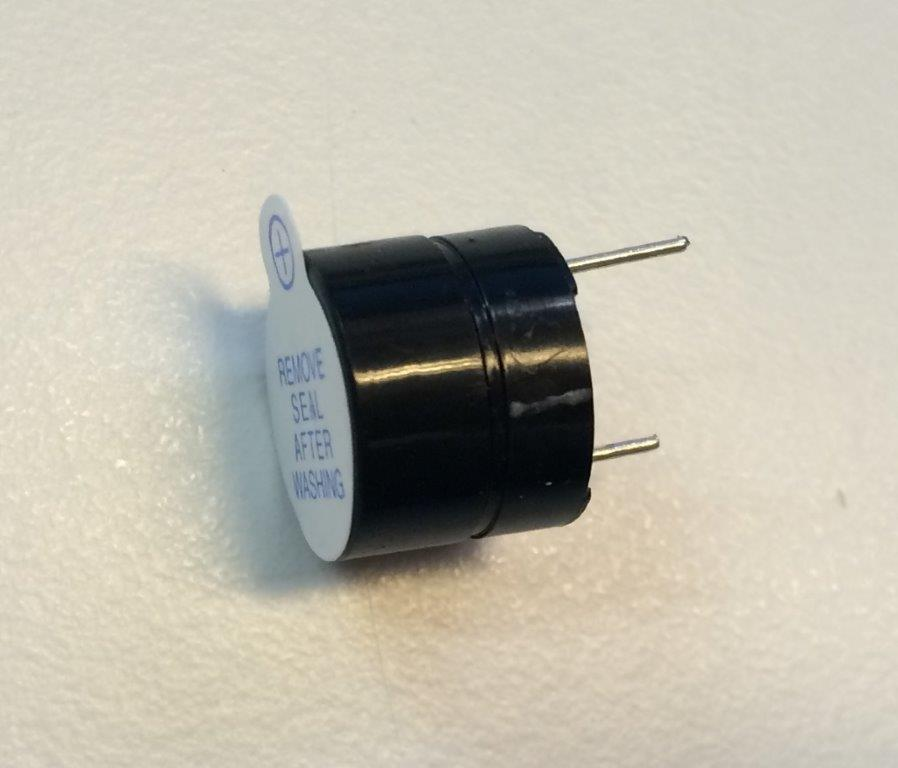 +
REMOVE
SEAL
AFTER
WASHING